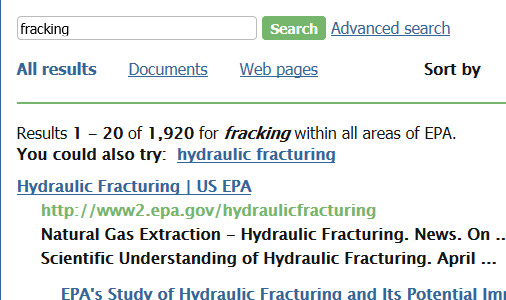 fracking Search Advanced search
All results Documents Web pages Sort by
Results 1 – 20 of 1,920 for fracking within all areas of EPA.
You could also try: hydraulic fracturing
Hydraulic Fracturing | US EPA
http://www2.epa.gov/hydraulicfracturing
Natural Gas Extraction – Hydraulic Fracturing. News. On ..
Scientific Understanding of Hydraulic Fracturing. April ...
EPA's Study of Hydraulic Fracturing and Its Potential